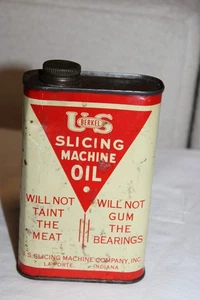 US
BERKEL
SLICING
MACHINE
OIL
WILL NOT
TAINT
THE
MEAT
WILL NOT
GUM
THE
BEARINGS
U.S. SLICING MACHINE COMPANY, INC.
LA PORTE, INDIANA